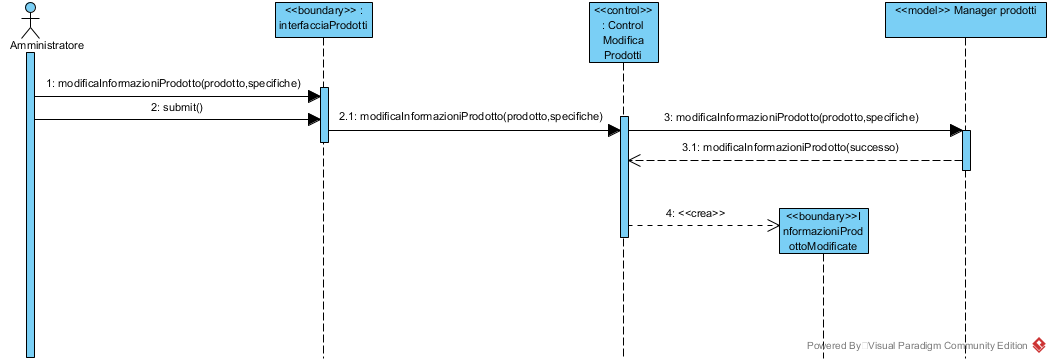 Amministratore
<<boundary>> :
interfacciaProdotti
<<control>>
: Control
Modifica
Prodotti
<<model>> Manager prodotti
1: modificaInformazioniProdotto(prodotto,specifiche)
2: submit()
2.1: modificaInformazioniProdotto(prodotto,specifiche)
3: modificaInformazioniProdotto(prodotto,specifiche)
3.1: modificaInformazioniProdotto(successo)
4: <<crea>>
<<boundary>>I
nformazioniProd
ottoModificate
Powered By Visual Paradigm Community Edition